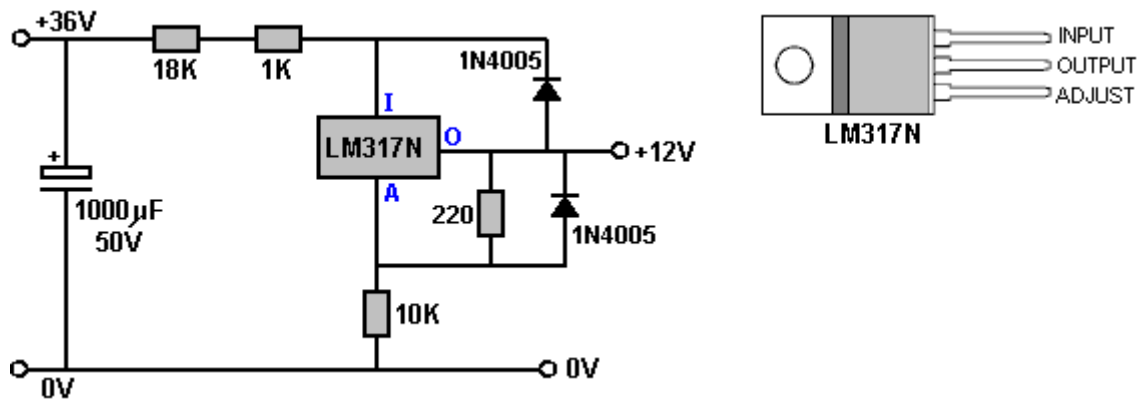 +36V
18K
1K
1N4005
I
LM317N
O
+12V
A
+
1000µF
50V
220
1N4005
10K
0V
0V
INPUT
OUTPUT
ADJUST
LM317N